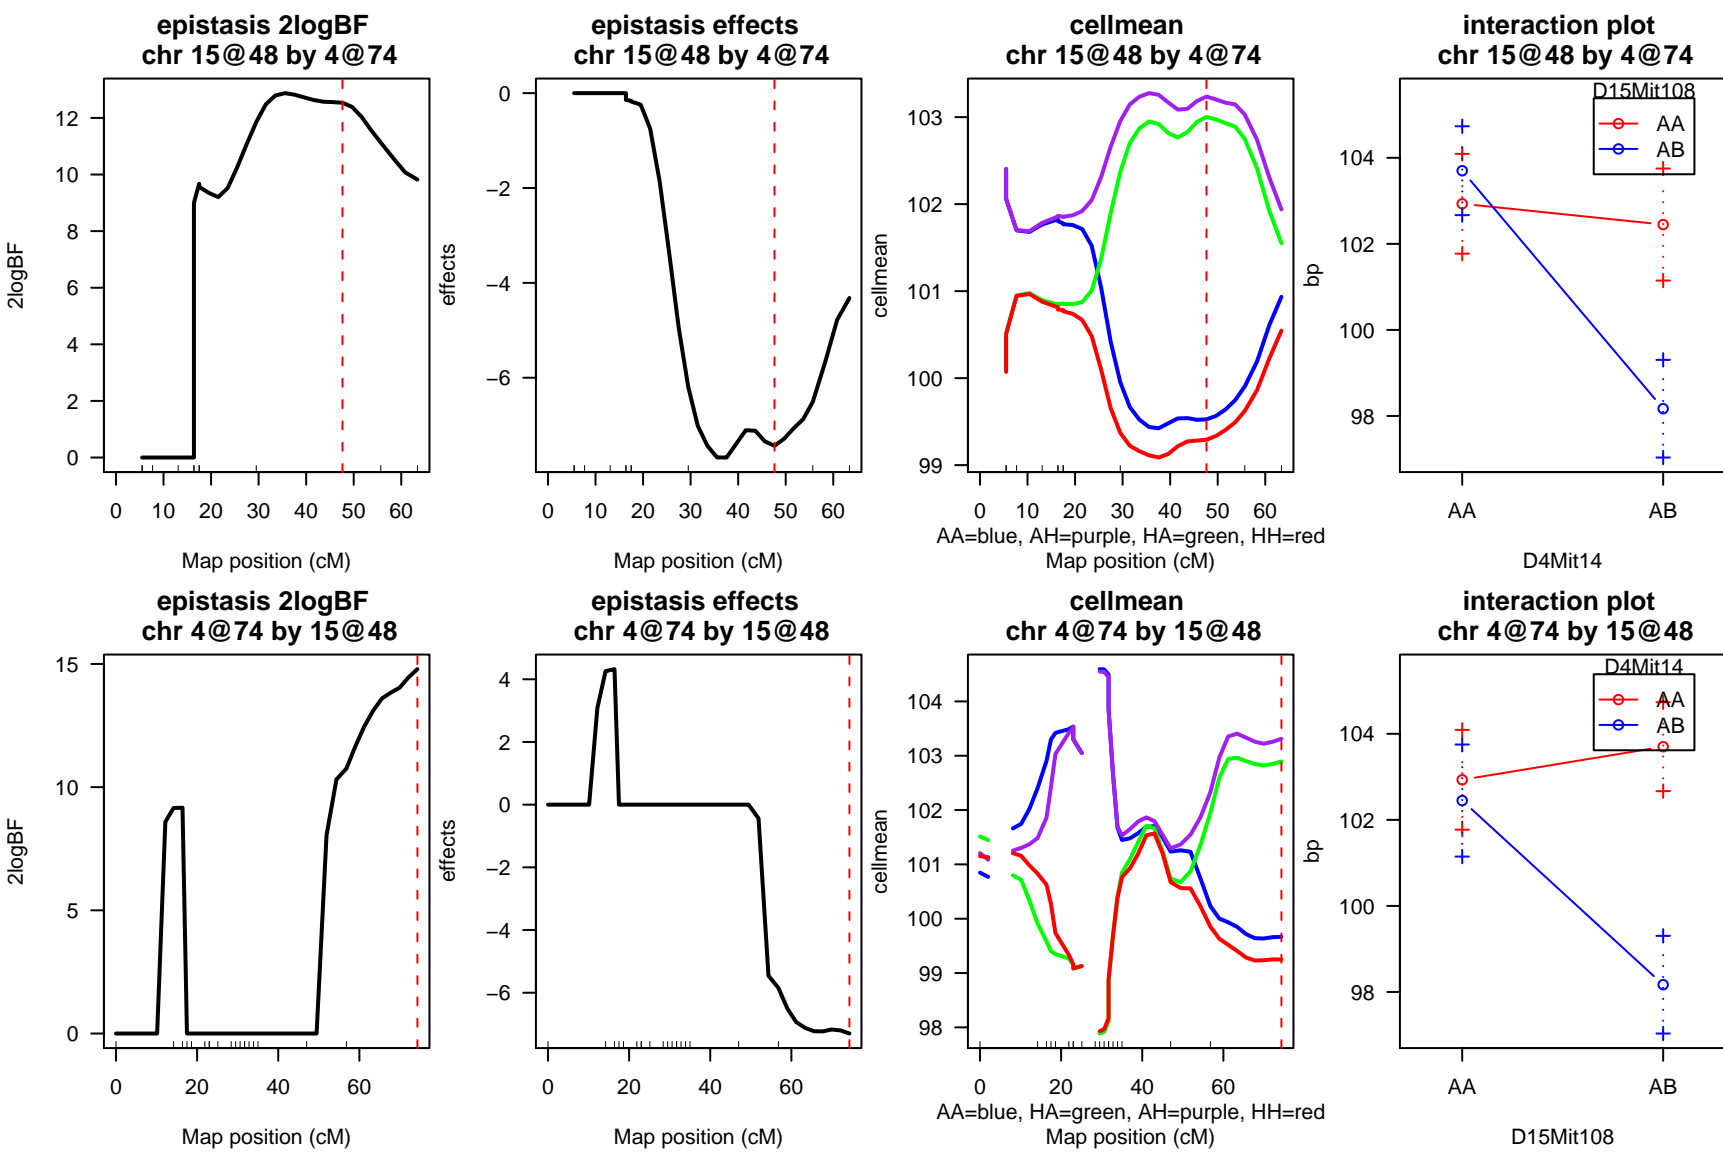 epistasis 2logBF
chr 15@48 by 4@74
2logBF
0
2
4
6
8
10
12
0 10 20 30 40 50 60
Map position (cM)
epistasis effects
chr 15@48 by 4@74
effects
0
−2
−4
−6
0 10 20 30 40 50 60
Map position (cM)
cellmean
chr 15@48 by 4@74
cellmean
103
102
101
100
99
0 10 20 30 40 50 60
AA=blue, AH=purple, HA=green, HH=red
Map position (cM)
interaction plot
chr 15@48 by 4@74
bp
104
102
100
98
D15Mit108
AA
AB
AA AB
D4Mit14
epistasis 2logBF
chr 4@74 by 15@48
2logBF
15
10
5
0
0 20 40 60
Map position (cM)
epistasis effects
chr 4@74 by 15@48
effects
4
2
0
−2
−4
−6
0 20 40 60
Map position (cM)
cellmean
chr 4@74 by 15@48
cellmean
104
103
102
101
100
99
98
0 20 40 60
AA=blue, HA=green, AH=purple, HH=red
Map position (cM)
interaction plot
chr 4@74 by 15@48
bp
104
102
100
98
D4Mit14
AA
AB
AA AB
D15Mit108